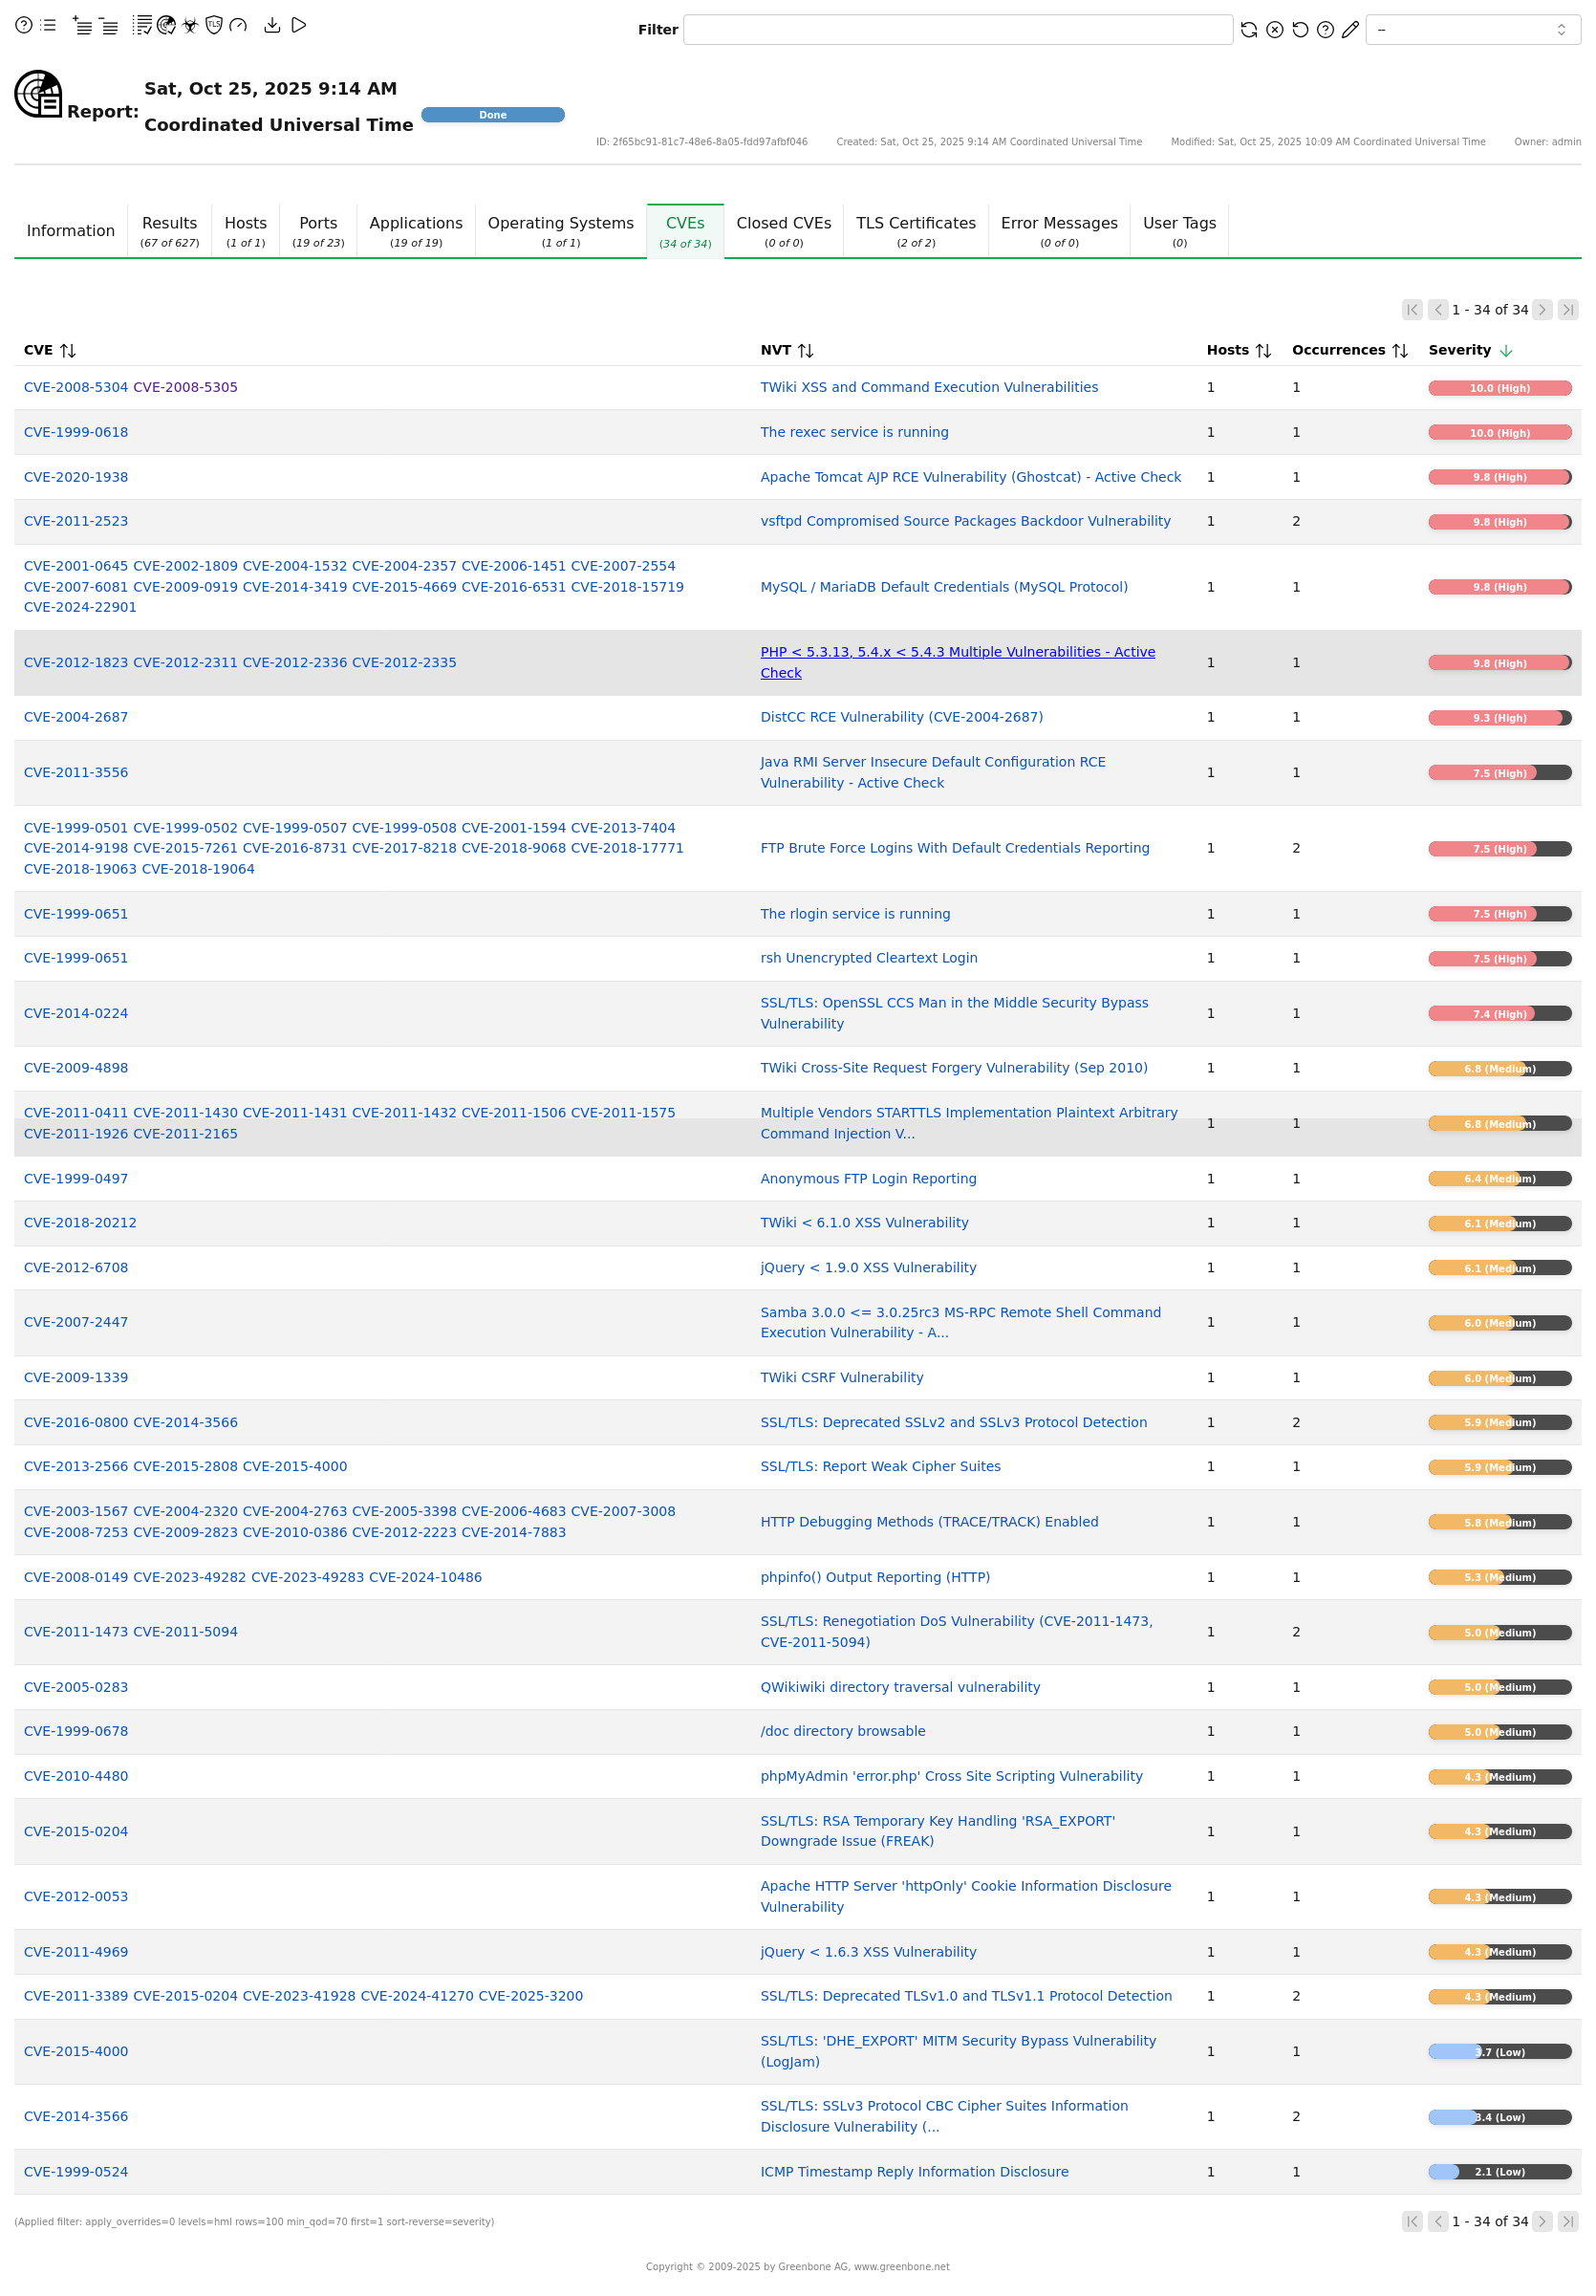 Filter
--
Report:
Sat, Oct 25, 2025 9:14 AM
Coordinated Universal Time
Done
ID: 2f65bc91-81c7-48e6-8a05-fdd97afbf046 Created: Sat, Oct 25, 2025 9:14 AM Coordinated Universal Time Modified: Sat, Oct 25, 2025 10:09 AM Coordinated Universal Time Owner: admin
Information Results Hosts Ports Applications Operating Systems CVEs Closed CVEs TLS Certificates Error Messages User Tags
(67 of 627) (1 of 1) (19 of 23) (19 of 19) (1 of 1) (34 of 34) (0 of 0) (2 of 2) (0 of 0) (0)
1 - 34 of 34
CVE NVT Hosts Occurrences Severity
CVE-2008-5304 CVE-2008-5305 TWiki XSS and Command Execution Vulnerabilities 1 1 10.0 (High)
CVE-1999-0618 The rexec service is running 1 1 10.0 (High)
CVE-2020-1938 Apache Tomcat AJP RCE Vulnerability (Ghostcat) - Active Check 1 1 9.8 (High)
CVE-2011-2523 vsftpd Compromised Source Packages Backdoor Vulnerability 1 2 9.8 (High)
CVE-2001-0645 CVE-2002-1809 CVE-2004-1532 CVE-2004-2357 CVE-2006-1451 CVE-2007-2554
CVE-2007-6081 CVE-2009-0919 CVE-2014-3419 CVE-2015-4669 CVE-2016-6531 CVE-2018-15719
CVE-2024-22901
MySQL / MariaDB Default Credentials (MySQL Protocol) 1 1 9.8 (High)
CVE-2012-1823 CVE-2012-2311 CVE-2012-2336 CVE-2012-2335
PHP < 5.3.13, 5.4.x < 5.4.3 Multiple Vulnerabilities - Active
Check
1 1 9.8 (High)
CVE-2004-2687 DistCC RCE Vulnerability (CVE-2004-2687) 1 1 9.3 (High)
CVE-2011-3556
Java RMI Server Insecure Default Configuration RCE
Vulnerability - Active Check
1 1 7.5 (High)
CVE-1999-0501 CVE-1999-0502 CVE-1999-0507 CVE-1999-0508 CVE-2001-1594 CVE-2013-7404
CVE-2014-9198 CVE-2015-7261 CVE-2016-8731 CVE-2017-8218 CVE-2018-9068 CVE-2018-17771
CVE-2018-19063 CVE-2018-19064
FTP Brute Force Logins With Default Credentials Reporting 1 2 7.5 (High)
CVE-1999-0651 The rlogin service is running 1 1 7.5 (High)
CVE-1999-0651 rsh Unencrypted Cleartext Login 1 1 7.5 (High)
CVE-2014-0224
SSL/TLS: OpenSSL CCS Man in the Middle Security Bypass
Vulnerability
1 1 7.4 (High)
CVE-2009-4898 TWiki Cross-Site Request Forgery Vulnerability (Sep 2010) 1 1 6.8 (Medium)
CVE-2011-0411 CVE-2011-1430 CVE-2011-1431 CVE-2011-1432 CVE-2011-1506 CVE-2011-1575
CVE-2011-1926 CVE-2011-2165
Multiple Vendors STARTTLS Implementation Plaintext Arbitrary
Command Injection V...
1 1 6.8 (Medium)
CVE-1999-0497 Anonymous FTP Login Reporting 1 1 6.4 (Medium)
CVE-2018-20212 TWiki < 6.1.0 XSS Vulnerability 1 1 6.1 (Medium)
CVE-2012-6708 jQuery < 1.9.0 XSS Vulnerability 1 1 6.1 (Medium)
CVE-2007-2447
Samba 3.0.0 <= 3.0.25rc3 MS-RPC Remote Shell Command
Execution Vulnerability - A...
1 1 6.0 (Medium)
CVE-2009-1339 TWiki CSRF Vulnerability 1 1 6.0 (Medium)
CVE-2016-0800 CVE-2014-3566 SSL/TLS: Deprecated SSLv2 and SSLv3 Protocol Detection 1 2 5.9 (Medium)
CVE-2013-2566 CVE-2015-2808 CVE-2015-4000 SSL/TLS: Report Weak Cipher Suites 1 1 5.9 (Medium)
CVE-2003-1567 CVE-2004-2320 CVE-2004-2763 CVE-2005-3398 CVE-2006-4683 CVE-2007-3008
CVE-2008-7253 CVE-2009-2823 CVE-2010-0386 CVE-2012-2223 CVE-2014-7883
HTTP Debugging Methods (TRACE/TRACK) Enabled 1 1 5.8 (Medium)
CVE-2008-0149 CVE-2023-49282 CVE-2023-49283 CVE-2024-10486 phpinfo() Output Reporting (HTTP) 1 1 5.3 (Medium)
CVE-2011-1473 CVE-2011-5094
SSL/TLS: Renegotiation DoS Vulnerability (CVE-2011-1473,
CVE-2011-5094)
1 2 5.0 (Medium)
CVE-2005-0283 QWikiwiki directory traversal vulnerability 1 1 5.0 (Medium)
CVE-1999-0678 /doc directory browsable 1 1 5.0 (Medium)
CVE-2010-4480 phpMyAdmin 'error.php' Cross Site Scripting Vulnerability 1 1 4.3 (Medium)
CVE-2015-0204
SSL/TLS: RSA Temporary Key Handling 'RSA_EXPORT'
Downgrade Issue (FREAK)
1 1 4.3 (Medium)
CVE-2012-0053
Apache HTTP Server 'httpOnly' Cookie Information Disclosure
Vulnerability
1 1 4.3 (Medium)
CVE-2011-4969 jQuery < 1.6.3 XSS Vulnerability 1 1 4.3 (Medium)
CVE-2011-3389 CVE-2015-0204 CVE-2023-41928 CVE-2024-41270 CVE-2025-3200 SSL/TLS: Deprecated TLSv1.0 and TLSv1.1 Protocol Detection 1 2 4.3 (Medium)
CVE-2015-4000
SSL/TLS: 'DHE_EXPORT' MITM Security Bypass Vulnerability
(LogJam)
1 1 3.7 (Low)
CVE-2014-3566
SSL/TLS: SSLv3 Protocol CBC Cipher Suites Information
Disclosure Vulnerability (...
1 2 3.4 (Low)
CVE-1999-0524 ICMP Timestamp Reply Information Disclosure 1 1 2.1 (Low)
(Applied filter: apply_overrides=0 levels=hml rows=100 min_qod=70 first=1 sort-reverse=severity)
1 - 34 of 34
Copyright © 2009-2025 by Greenbone AG, www.greenbone.net